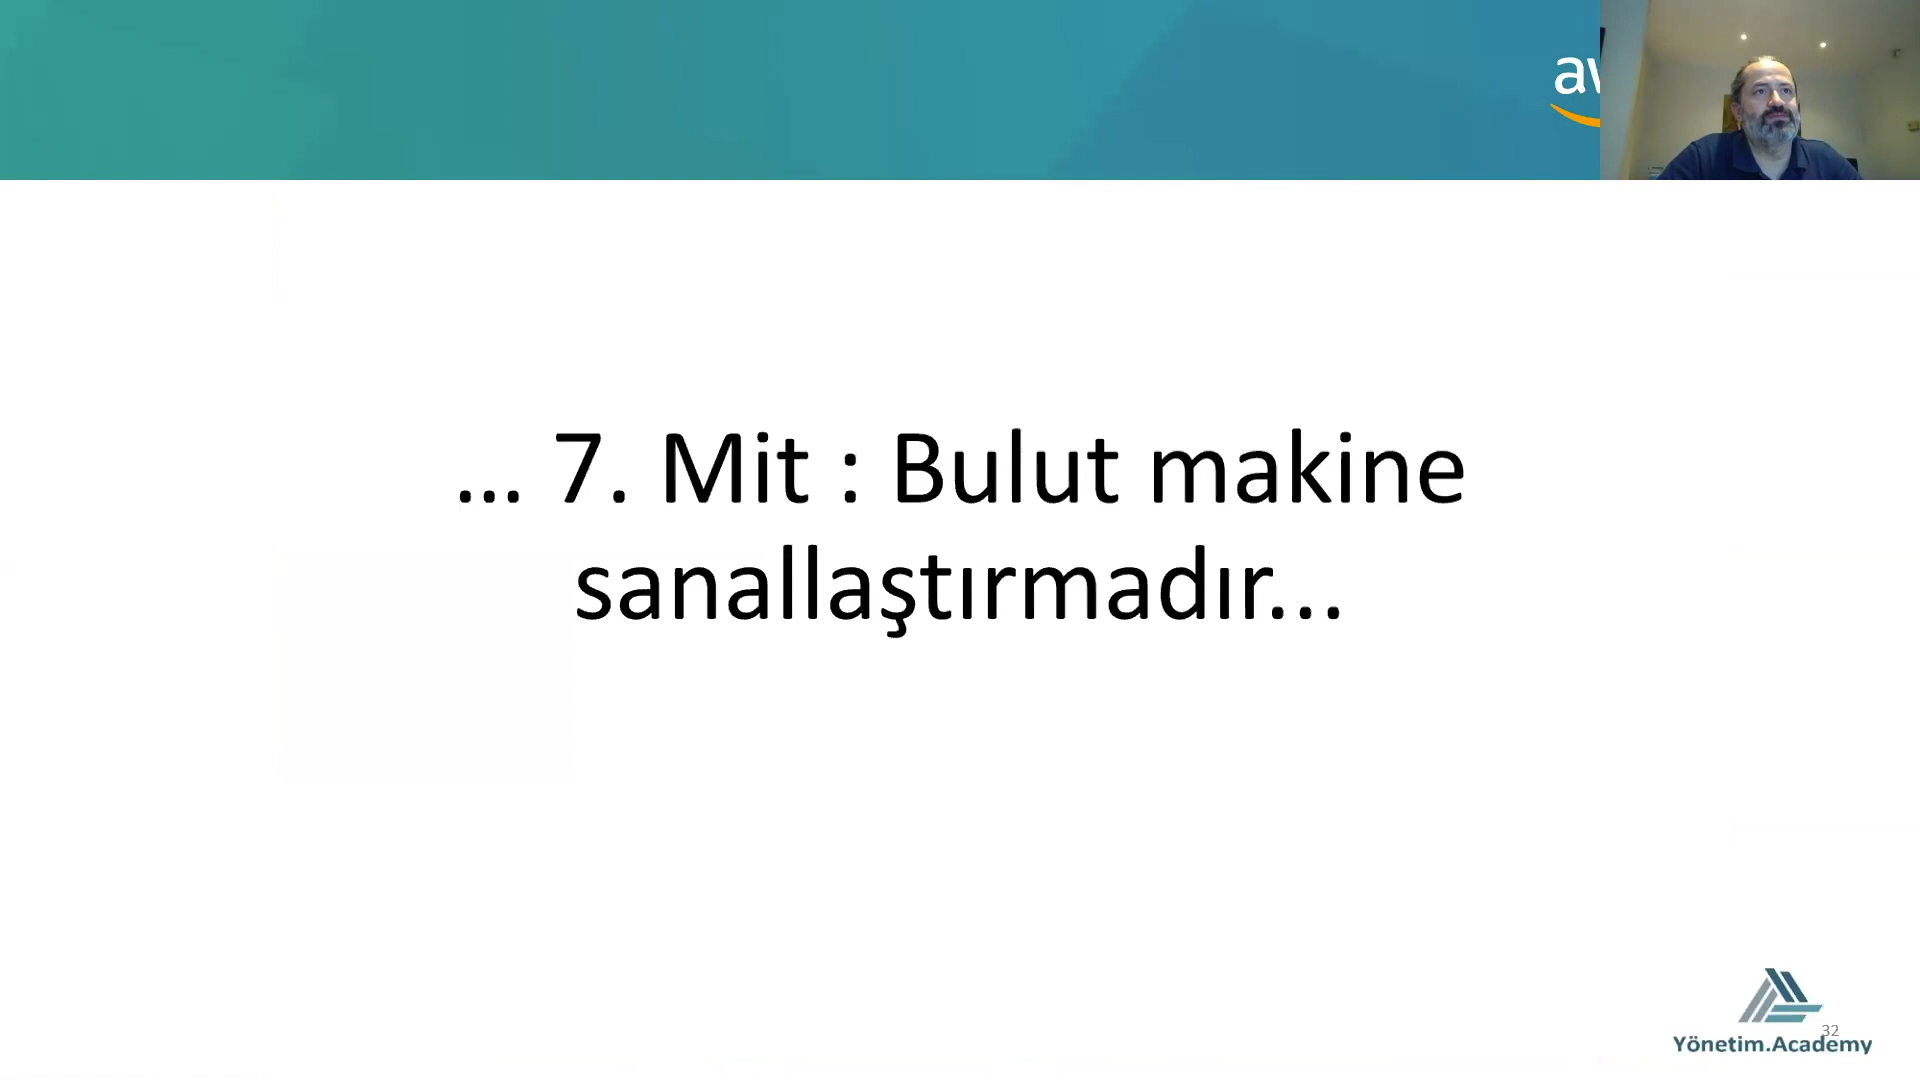 ... 7. Mit : Bulut makine
sanallaştırmadır...
32
Yönetim.Academy